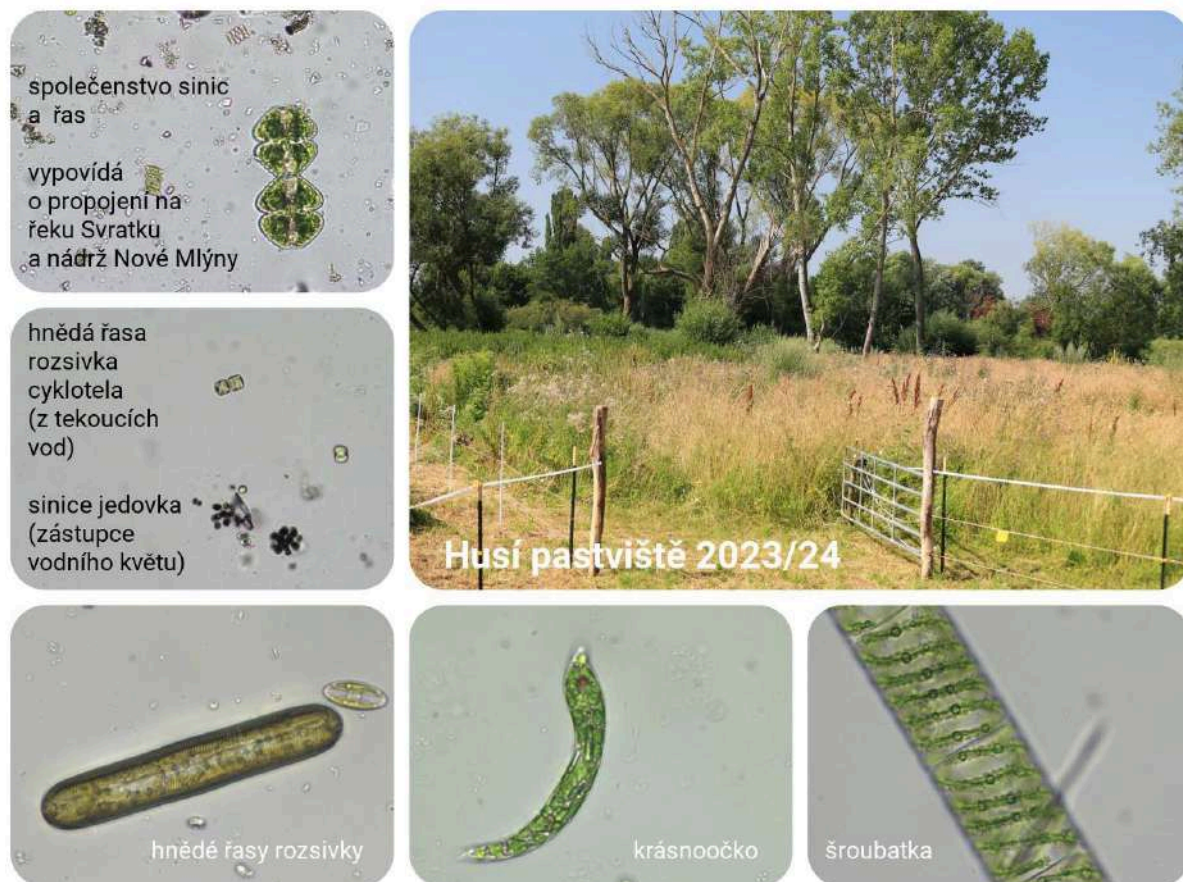 společenstvo sinic
a řas
vypovídá
o propojení na
řeku Svratku
a nádrž Nové Mlýny
hnědá řasa
rozsivka
cyklotela
(z tekoucích
vod)
sinice jedovka
(zástupce
vodního květu)
Husí pastviště 2023/24
hnědé řasy rozsivky
krásnoočko
šroubatka